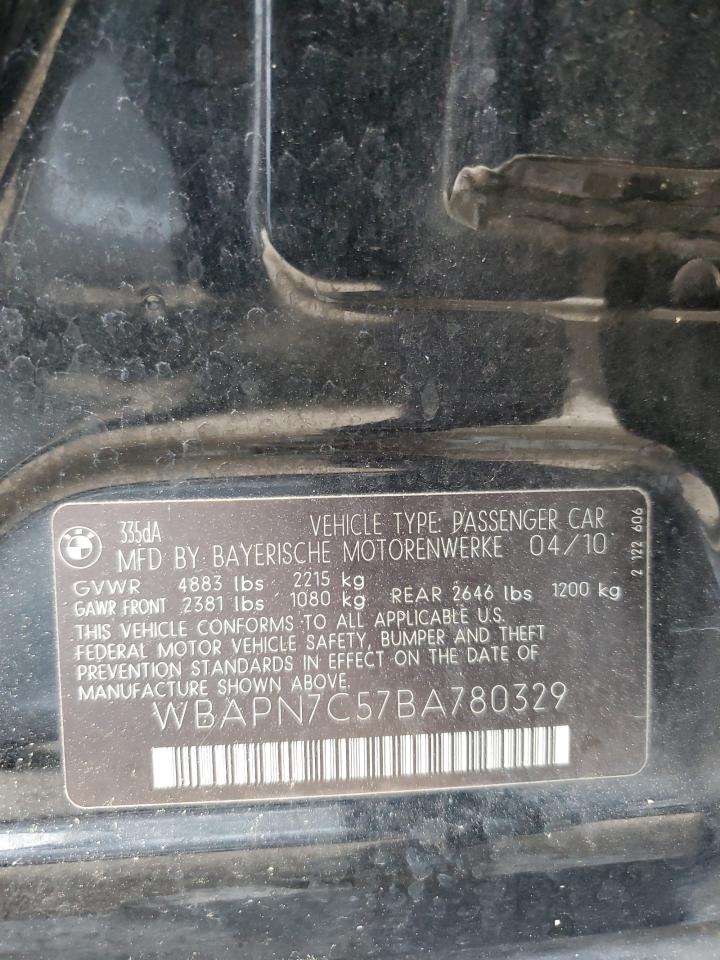 335dA VEHICLE TYPE: PASSENGER CAR
MFD BY: BAYERISCHE MOTORENWERKE 04/10
GVWR 4883 lbs 2215 kg
GAWR FRONT 2381 lbs 1080 kg REAR 2646 lbs 1200 kg
THIS VEHICLE CONFORMS TO ALL APPLICABLE U.S.
FEDERAL MOTOR VEHICLE SAFETY, BUMPER AND THEFT
PREVENTION STANDARDS IN EFFECT ON THE DATE OF
MANUFACTURE SHOWN ABOVE.
WBAPN7C57BA780329
2 122 606